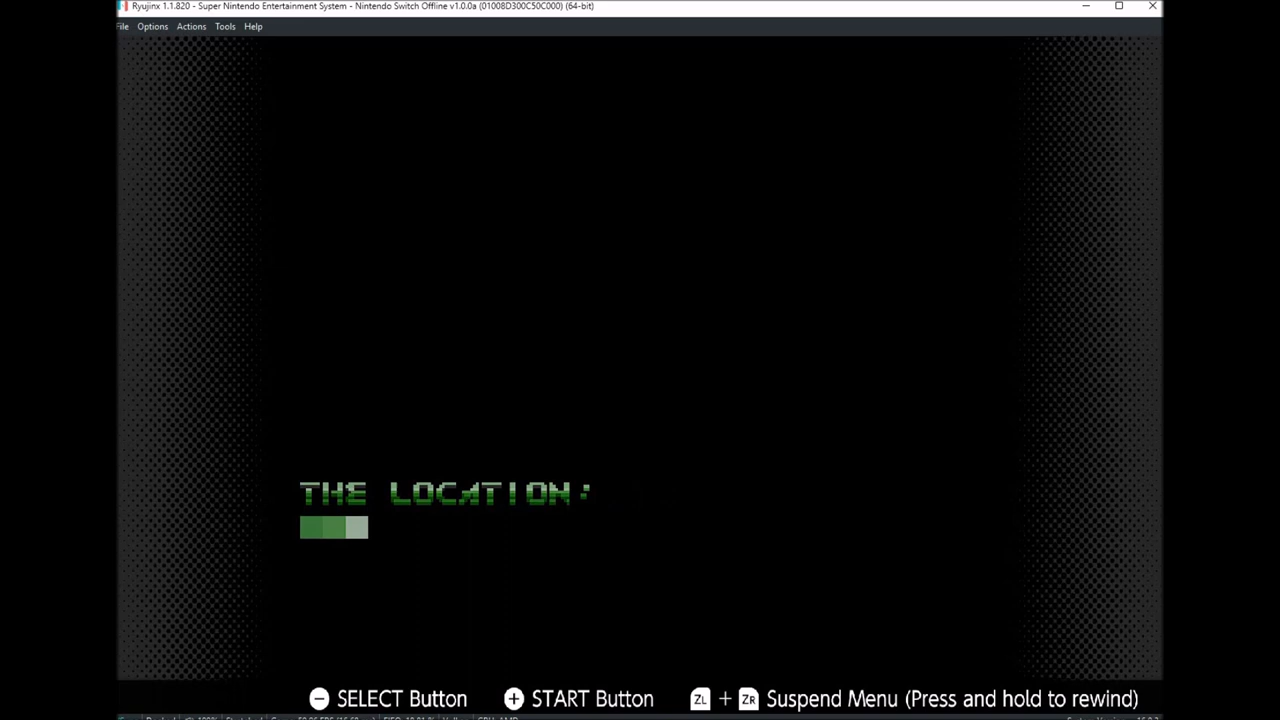 Ryujinx 1.1.820 - Super Nintendo Entertainment System - Nintendo Switch Offline v1.0.0a (01008D300C50C000) (64-bit)
File Options Actions Tools Help
THE LOCATION:
SELECT Button START Button ZL + ZR Suspend Menu (Press and hold to rewind)